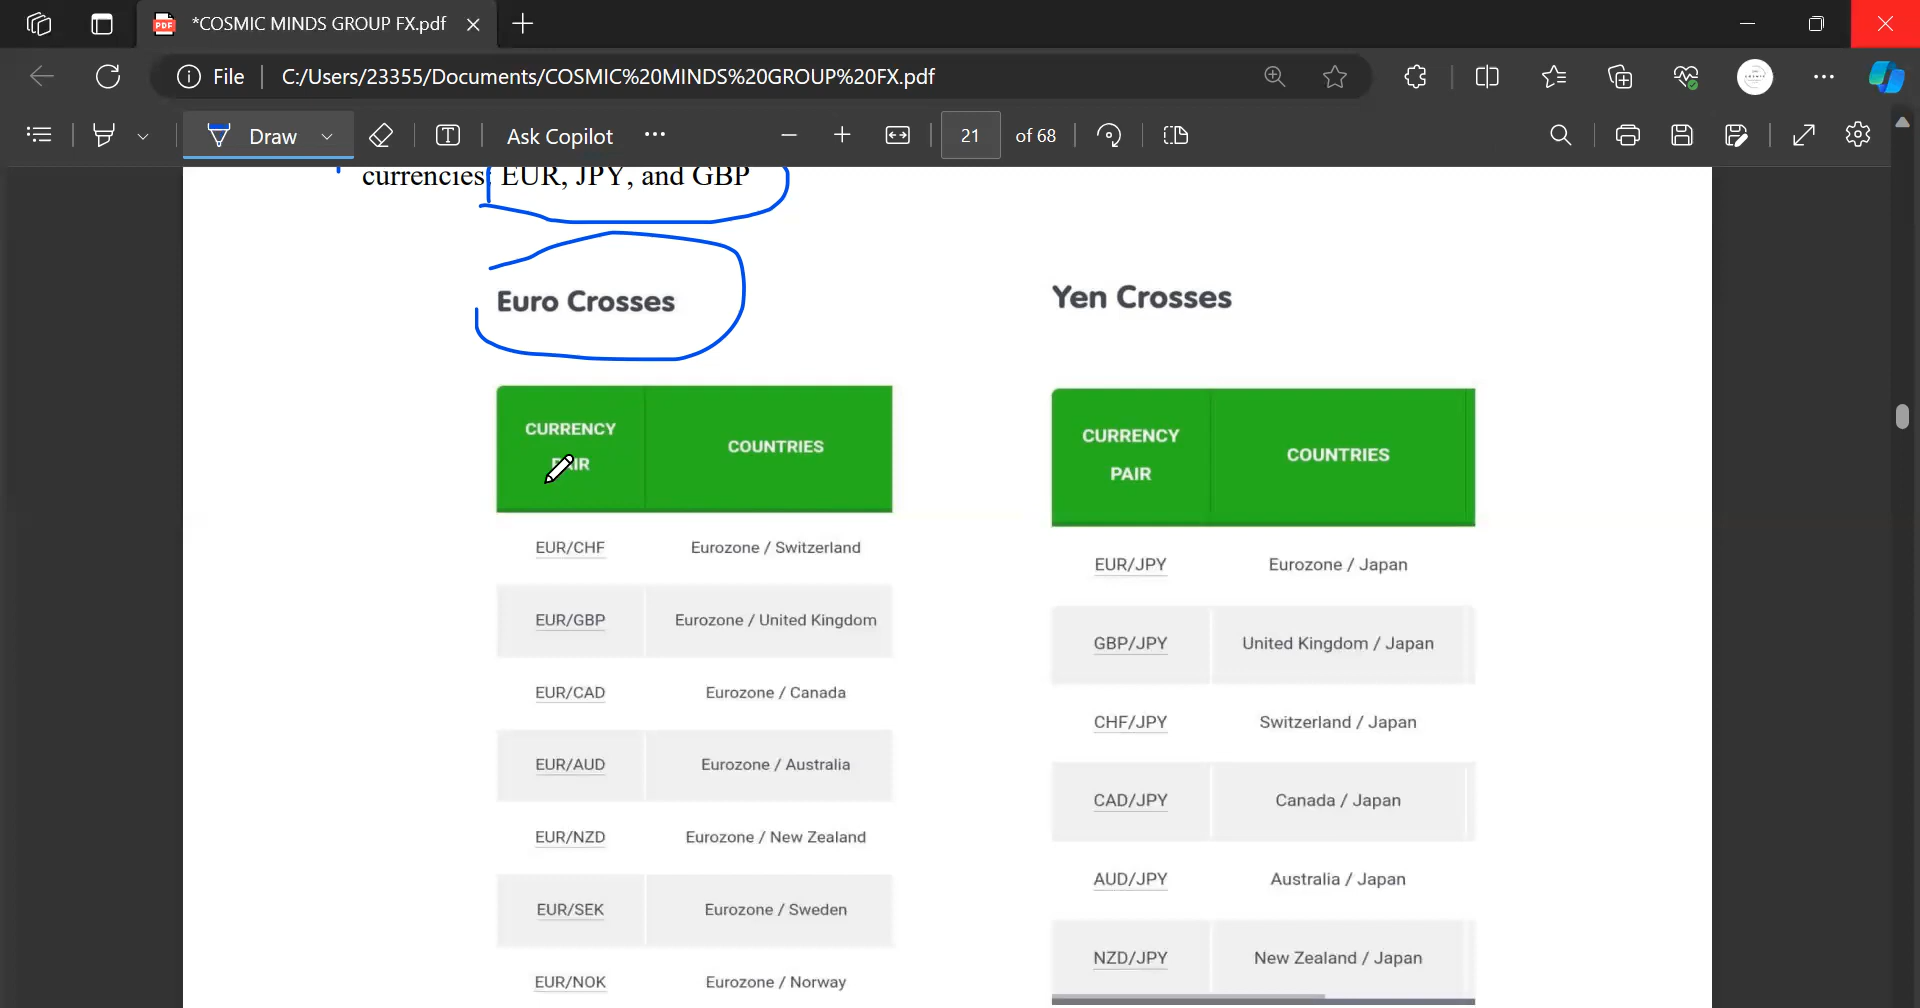 *COSMIC MINDS GROUP FX.pdf
File
C:/Users/23355/Documents/COSMIC%20MINDS%20GROUP%20FX.pdf
Draw
Ask Copilot
21
of 68
currencies: EUR, JPY, and GBP
Euro Crosses
CURRENCY
PAIR
COUNTRIES
EUR/CHF Eurozone / Switzerland
EUR/GBP Eurozone / United Kingdom
EUR/CAD Eurozone / Canada
EUR/AUD Eurozone / Australia
EUR/NZD Eurozone / New Zealand
EUR/SEK Eurozone / Sweden
EUR/NOK Eurozone / Norway
Yen Crosses
CURRENCY
PAIR
COUNTRIES
EUR/JPY Eurozone / Japan
GBP/JPY United Kingdom / Japan
CHF/JPY Switzerland / Japan
CAD/JPY Canada / Japan
AUD/JPY Australia / Japan
NZD/JPY New Zealand / Japan